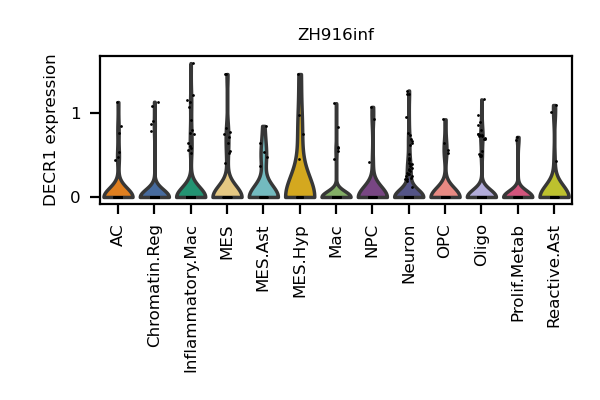 ZH916inf
DECR1 expression
1
0
AC
Chromatin.Reg
Inflammatory.Mac
MES
MES.Ast
MES.Hyp
Mac
NPC
Neuron
OPC
Oligo
Prolif.Metab
Reactive.Ast